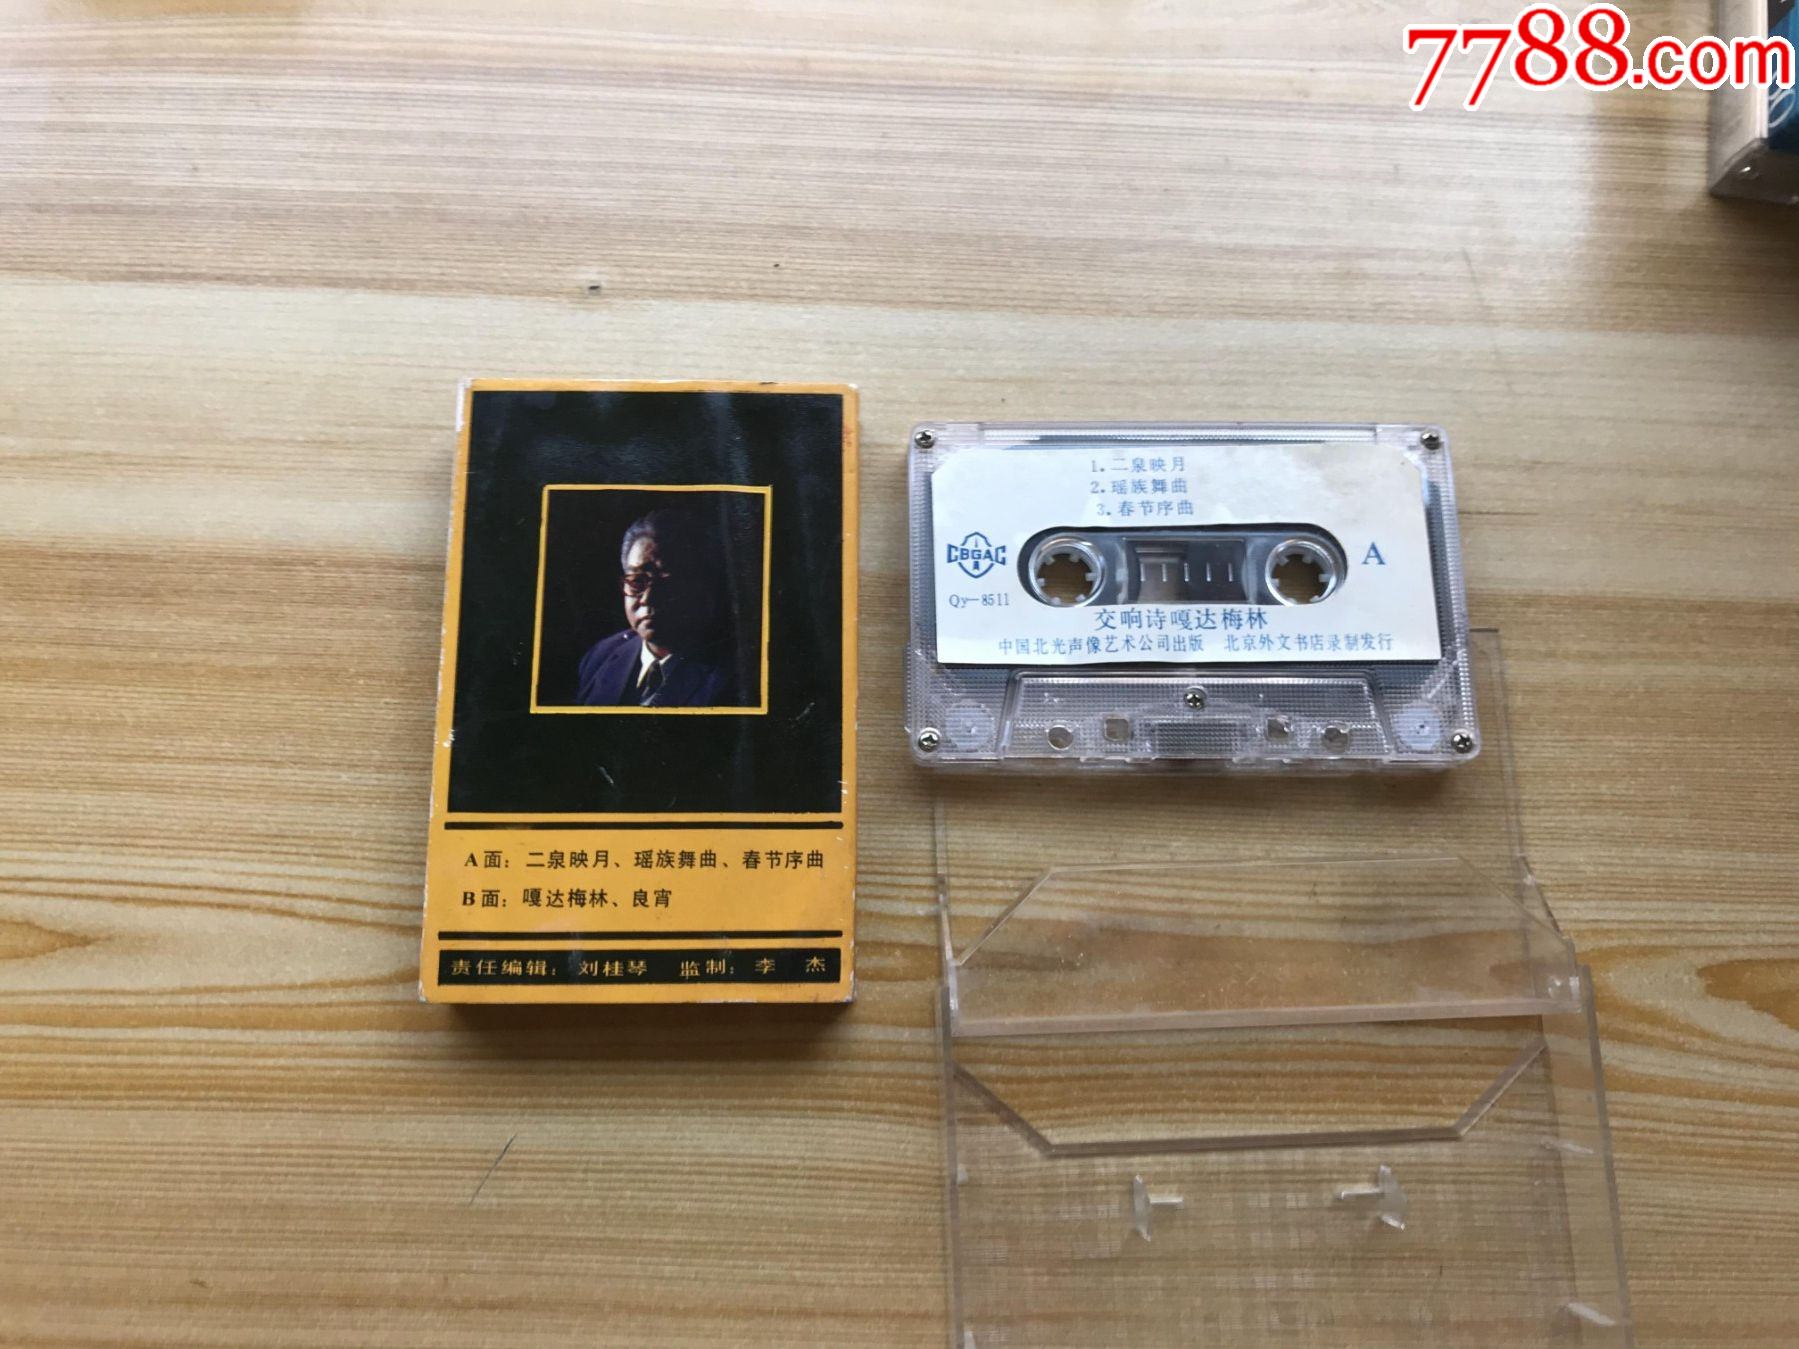 7788.com
A面：二泉映月、瑶族舞曲、春节序曲
B面：嘎达梅林、良宵
责任编辑：刘桂琴 监制：李 杰
1.二泉映月
2.瑶族舞曲
3.春节序曲
CBGAC
A
Qy-8511
交响诗嘎达梅林
中国北光声像艺术公司出版 北京外文书店录制发行